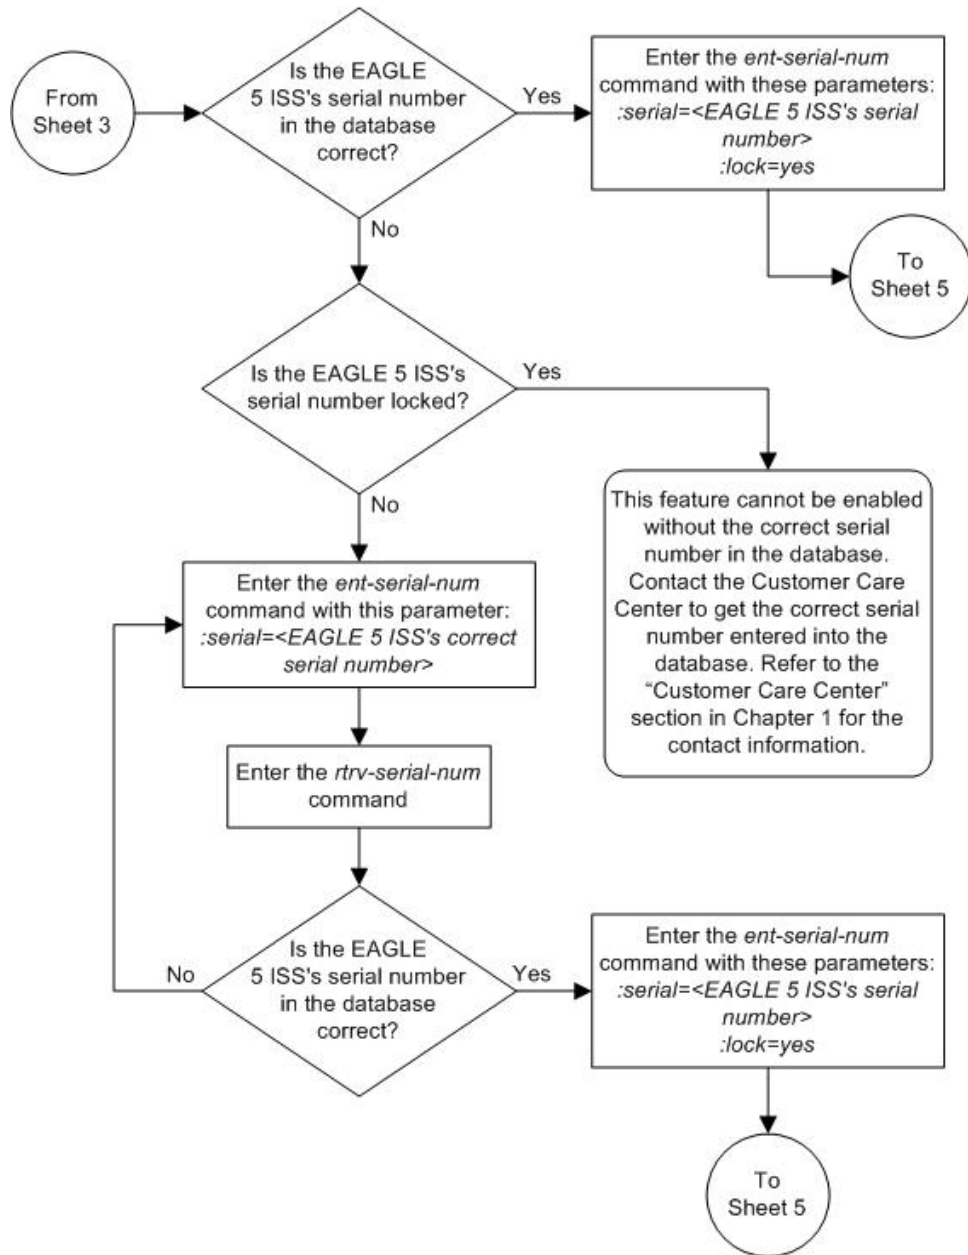 From
Sheet 3
Is the EAGLE
5 ISS's serial number
in the database
correct?
Yes
Enter the ent-serial-num
command with these parameters:
:serial=<EAGLE 5 ISS's serial
number>
:lock=yes
No
To
Sheet 5
Is the EAGLE 5 ISS's
serial number locked?
Yes
No
This feature cannot be enabled
without the correct serial
number in the database.
Contact the Customer Care
Center to get the correct serial
number entered into the
database. Refer to the
“Customer Care Center”
section in Chapter 1 for the
contact information.
Enter the ent-serial-num
command with this parameter:
:serial=<EAGLE 5 ISS's correct
serial number>
Enter the rtrv-serial-num
command
Is the EAGLE
5 ISS's serial number
in the database
correct?
No
Yes
Enter the ent-serial-num
command with these parameters:
:serial=<EAGLE 5 ISS's serial
number>
:lock=yes
To
Sheet 5